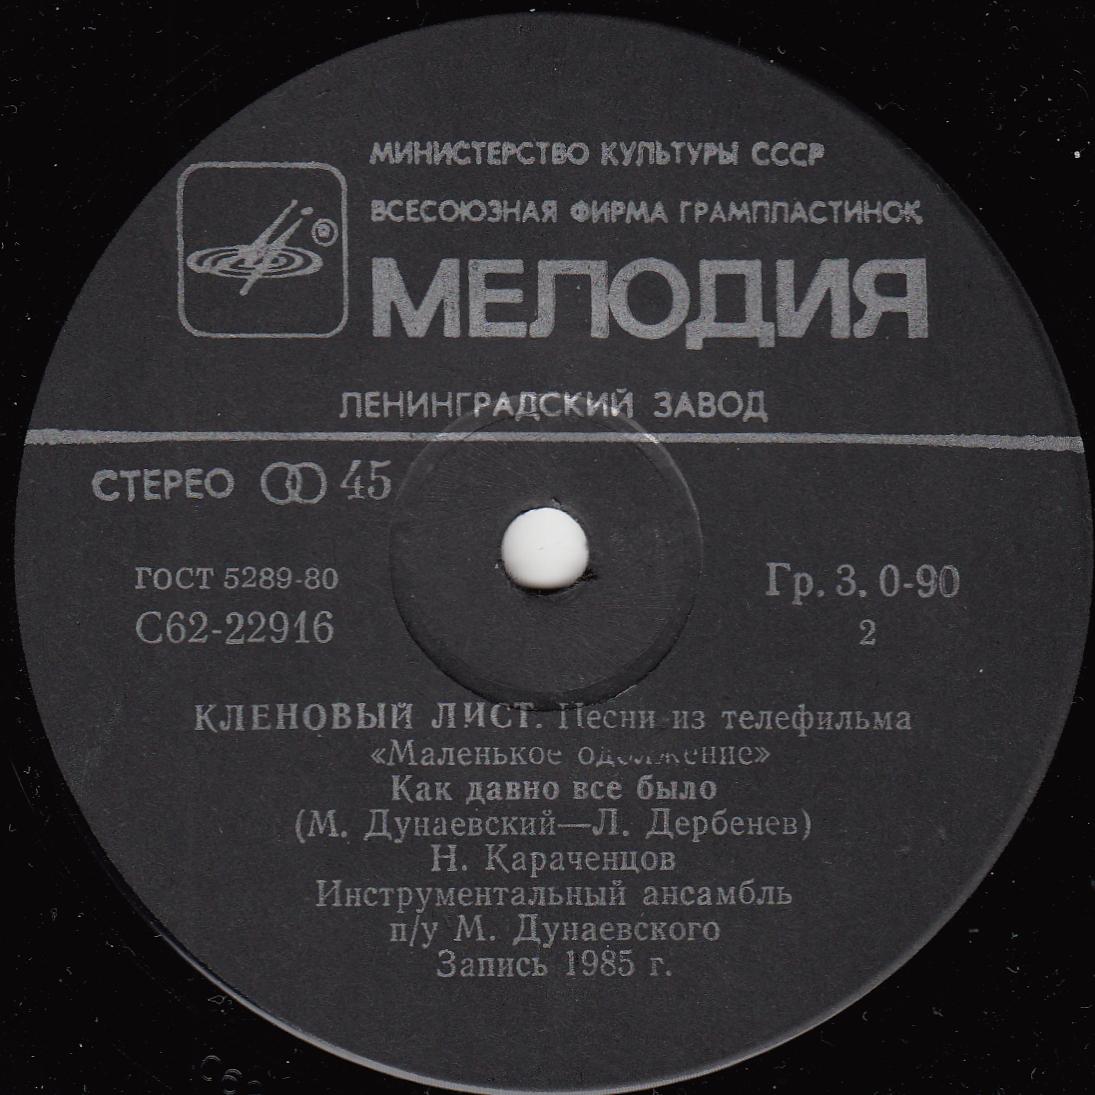 МИНИСТЕРСТВО КУЛЬТУРЫ СССР
ВСЕСОЮЗНАЯ ФИРМА ГРАМПЛАСТИНОК
МЕЛОДИЯ
ЛЕНИНГРАДСКИЙ ЗАВОД
СТЕРЕО 45
ГОСТ 5289-80
С62-22916
Гр. 3. 0-90
2
КЛЕНОВЫЙ ЛИСТ. Песни из телефильма
«Маленькое одолжение»
Как давно все было
(М. Дунаевский—Л. Дербенев)
Н. Караченцов
Инструментальный ансамбль
п/у М. Дунаевского
Запись 1985 г.